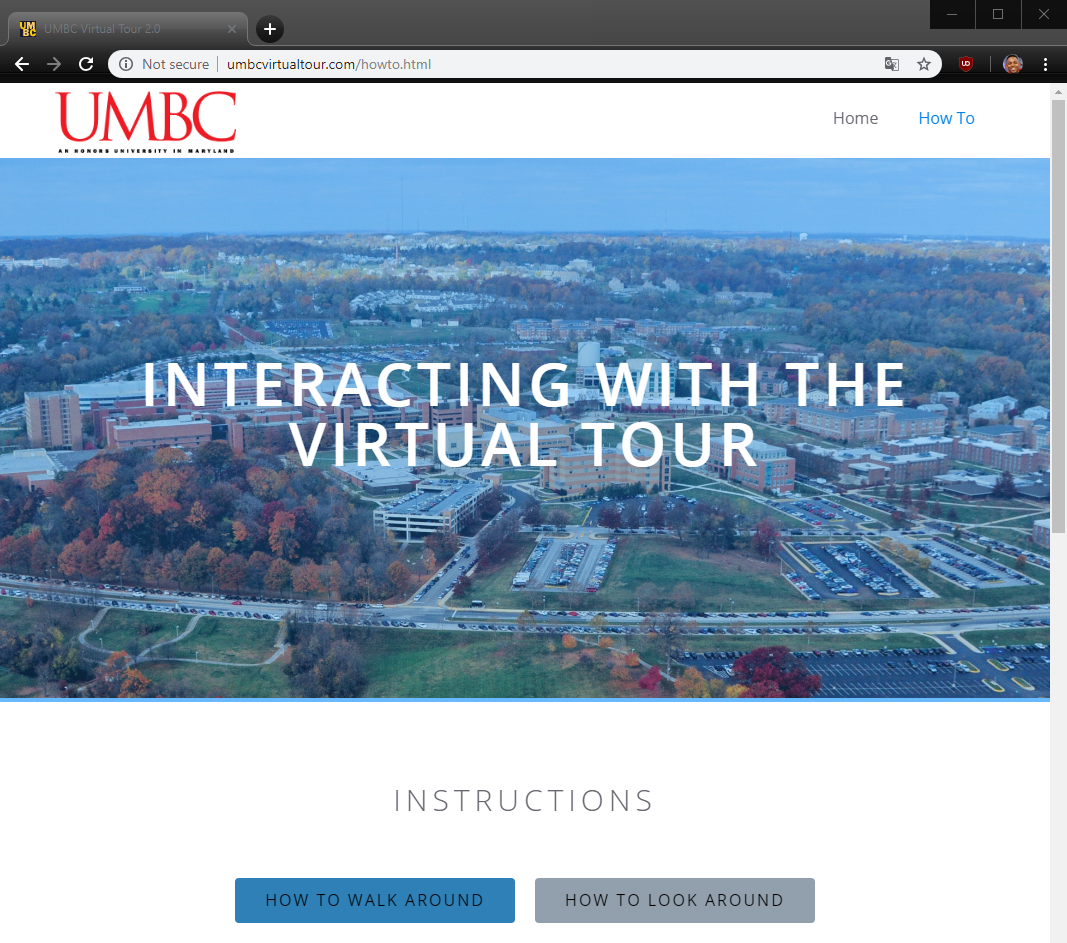 UMBC Virtual Tour 2.0
Not secure
umbcvirtualtour.com/howto.html
UMBC
AN HONORS UNIVERSITY IN MARYLAND
Home
How To
INTERACTING WITH THE
VIRTUAL TOUR
INSTRUCTIONS
HOW TO WALK AROUND
HOW TO LOOK AROUND